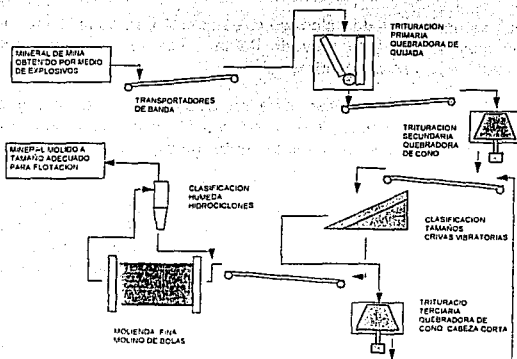 MINERAL DE MINA
OBTENIDO POR MEDIO
DE EXPLOSIVOS
TRANSPORTADORES
DE BANDA
TRITURACION
PRIMARIA
QUEBRADORA DE
QUIJADA
TRITURACION
SECUNDARIA
QUEBRADORA
DE CONO
MINERAL MOLIDO A
TAMAÑO ADECUADO
PARA FLOTACION
CLASIFICACION
HUMEDA
HIDROCICLONES
CLASIFICACION
TAMAÑOS
CRIVAS VIBRATORIAS
MOLIENDA FINA
MOLINO DE BOLAS
TRITURACIO
TERCIARIA
QUEBRADORA DE
CONO CABEZA CORTA